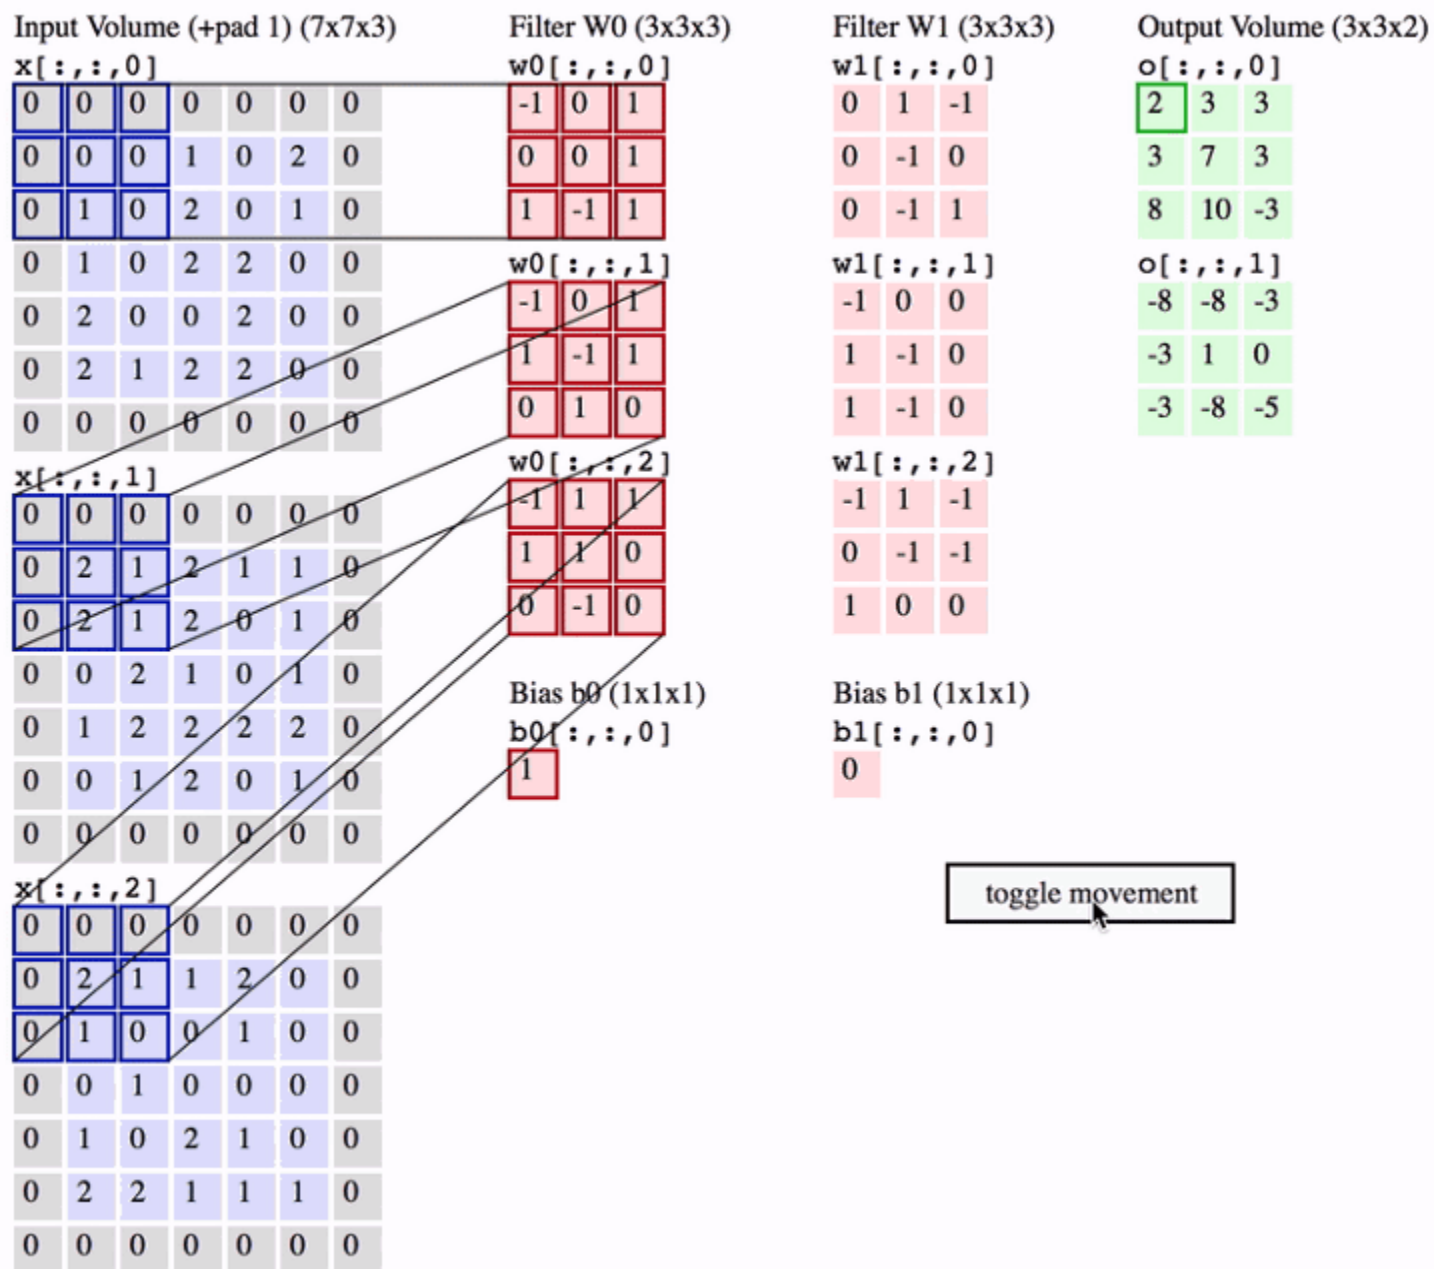 Input Volume (+pad 1) (7x7x3)
x[:,:,0]
0 0 0 0 0 0 0
0 0 0 1 0 2 0
0 1 0 2 0 1 0
0 1 0 2 2 0 0
0 2 0 0 2 0 0
0 2 1 2 2 0 0
0 0 0 0 0 0 0
x[:,:,1]
0 0 0 0 0 0 0
0 2 1 2 1 1 0
0 2 1 2 0 1 0
0 0 2 1 0 1 0
0 1 2 2 2 2 0
0 0 1 2 0 1 0
0 0 0 0 0 0 0
x[:,:,2]
0 0 0 0 0 0 0
0 2 1 1 2 0 0
0 1 0 0 1 0 0
0 0 1 0 0 0 0
0 1 0 2 1 0 0
0 2 2 1 1 1 0
0 0 0 0 0 0 0
Filter W0 (3x3x3)
w0[:,:,0]
-1 0 1
0 0 1
1 -1 1
w0[:,:,1]
-1 0 1
1 -1 1
0 1 0
w0[:,:,2]
-1 1 1
1 1 0
0 -1 0
Bias b0 (1x1x1)
b0[:,:,0]
1
Filter W1 (3x3x3)
w1[:,:,0]
0 1 -1
0 -1 0
0 -1 1
w1[:,:,1]
-1 0 0
1 -1 0
1 -1 0
w1[:,:,2]
-1 1 -1
0 -1 -1
1 0 0
Bias b1 (1x1x1)
b1[:,:,0]
0
Output Volume (3x3x2)
o[:,:,0]
2 3 3
3 7 3
8 10 -3
o[:,:,1]
-8 -8 -3
-3 1 0
-3 -8 -5
toggle movement